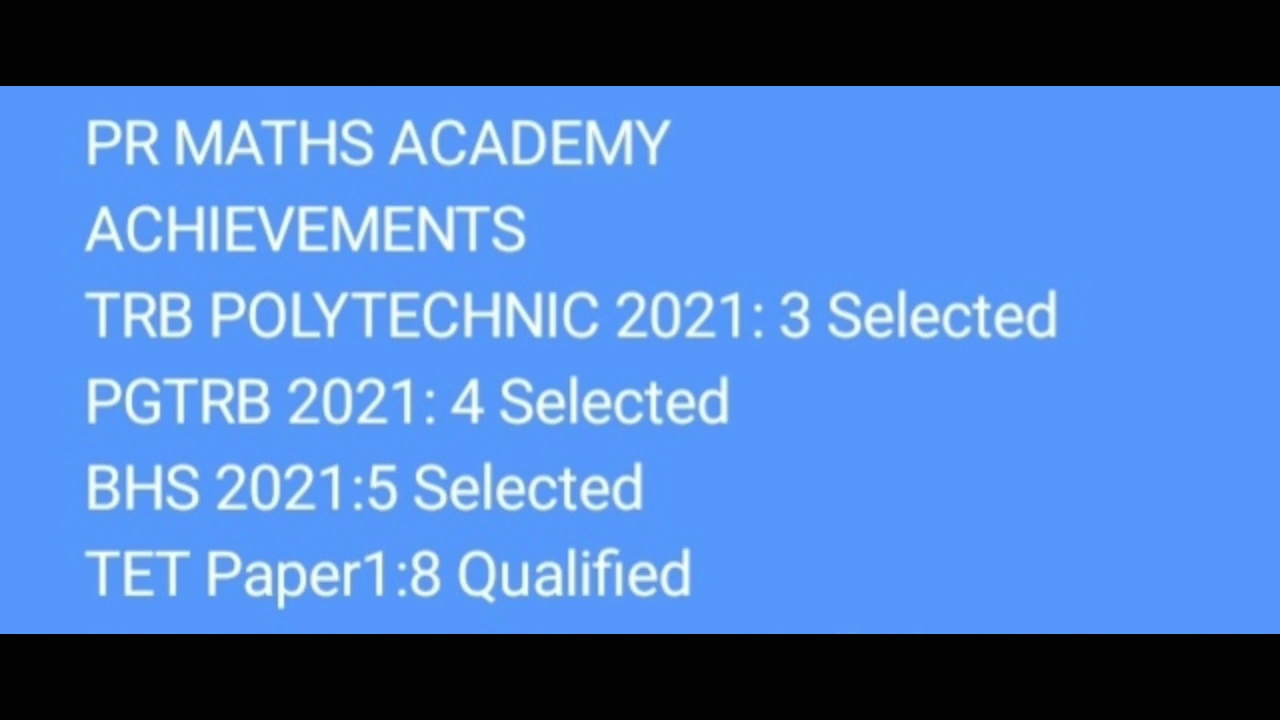 PR MATHS ACADEMY
ACHIEVEMENTS
TRB POLYTECHNIC 2021: 3 Selected
PGTRB 2021: 4 Selected
BHS 2021:5 Selected
TET Paper1:8 Qualified